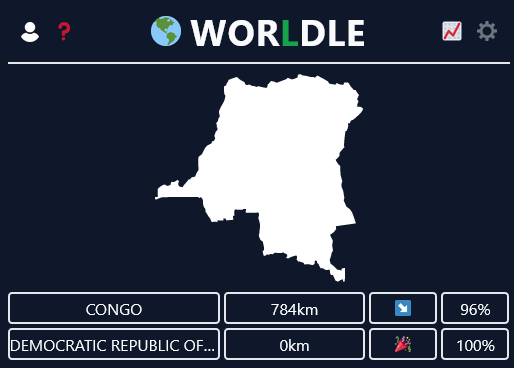 ? WORLDLE
CONGO 784km ↘ 96%
DEMOCRATIC REPUBLIC OF... 0km 🎉 100%